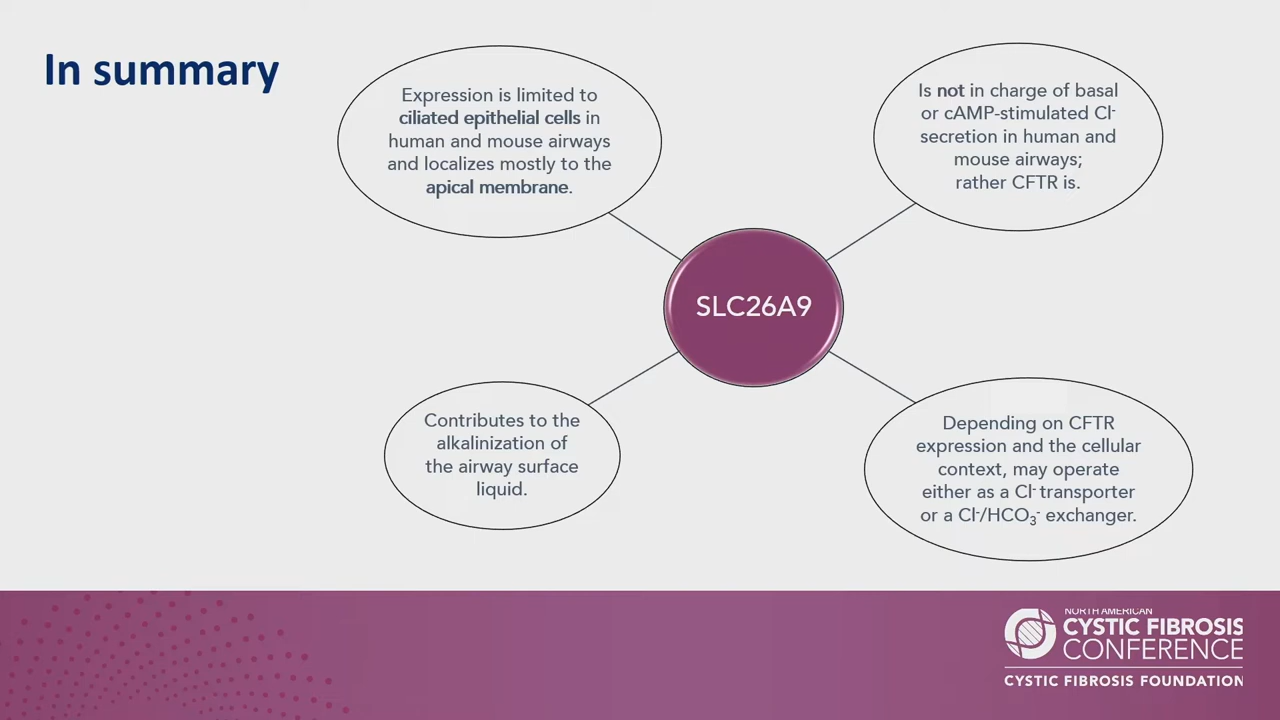 In summary
Expression is limited to
ciliated epithelial cells in
human and mouse airways
and localizes mostly to the
apical membrane.
Is not in charge of basal
or cAMP-stimulated Cl⁻
secretion in human and
mouse airways;
rather CFTR is.
SLC26A9
Contributes to the
alkalinization of
the airway surface
liquid.
Depending on CFTR
expression and the cellular
context, may operate
either as a Cl⁻ transporter
or a Cl⁻/HCO₃⁻ exchanger.
NORTH AMERICAN
CYSTIC FIBROSIS
CONFERENCE
CYSTIC FIBROSIS FOUNDATION